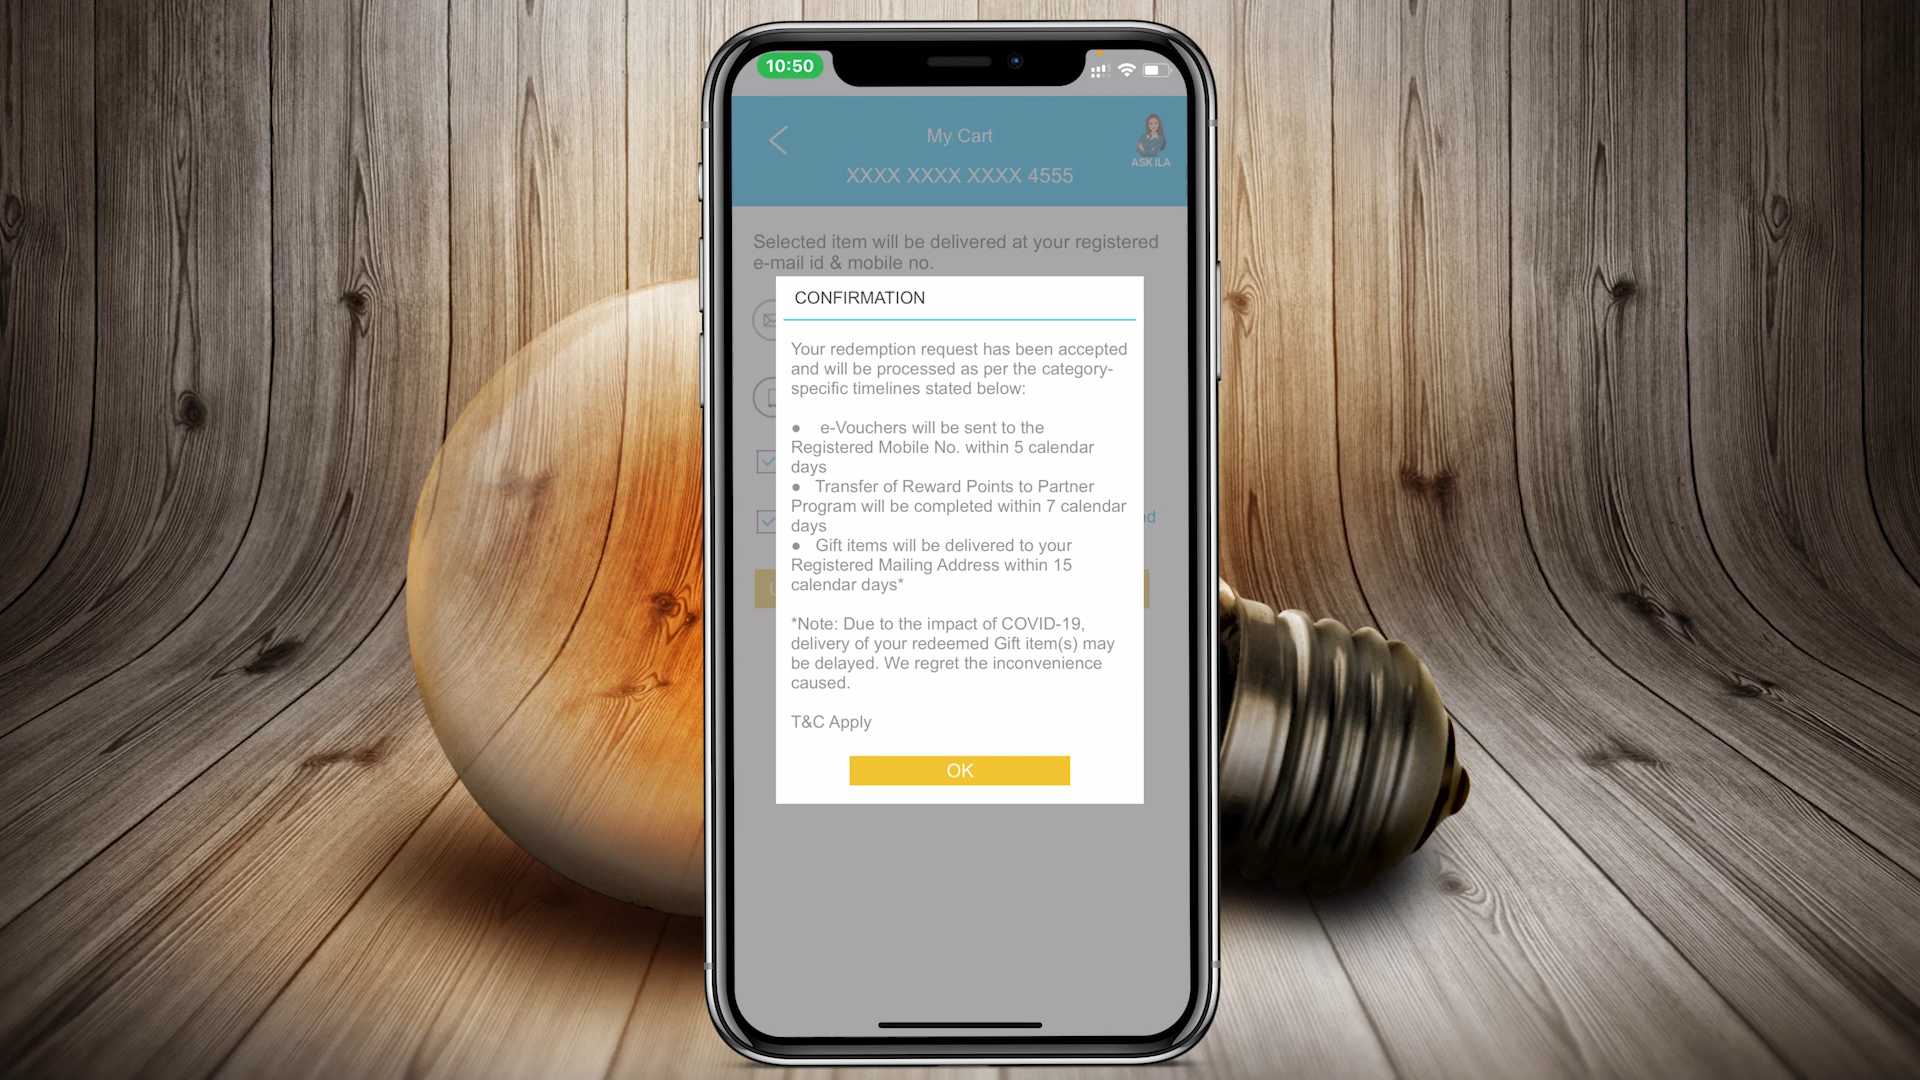 10:50
My Cart
ASK ILA
XXXX XXXX XXXX 4555
Selected item will be delivered at your registered
e-mail id & mobile no.
CONFIRMATION
Your redemption request has been accepted
and will be processed as per the category-
specific timelines stated below:
● e-Vouchers will be sent to the
Registered Mobile No. within 5 calendar
days
● Transfer of Reward Points to Partner
Program will be completed within 7 calendar
days
● Gift items will be delivered to your
Registered Mailing Address within 15
calendar days*
*Note: Due to the impact of COVID-19,
delivery of your redeemed Gift item(s) may
be delayed. We regret the inconvenience
caused.
T&C Apply
OK